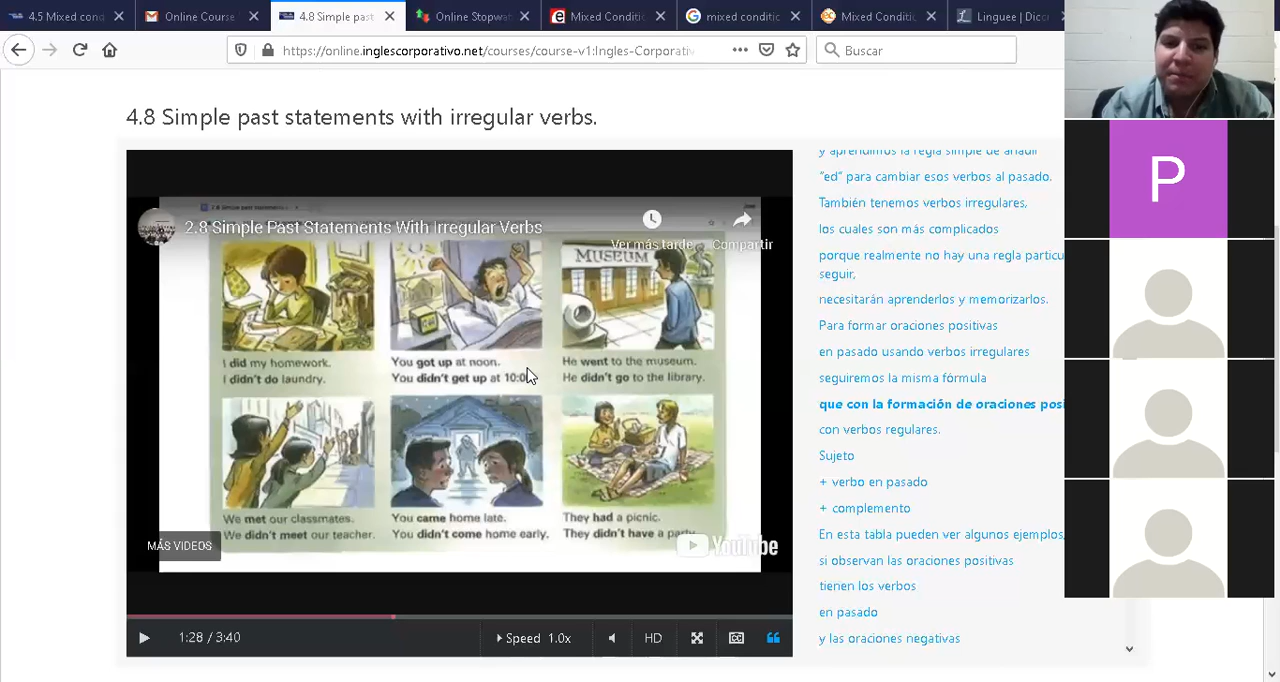 4.5 Mixed cond
Online Course
4.8 Simple past
Online Stopwat
Mixed Conditic
mixed conditic
Mixed Conditic
Linguee | Dicc
https://online.inglescorporativo.net/courses/course-v1:Ingles-Corporativ
Buscar
4.8 Simple past statements with irregular verbs.
2.8 Simple Past Statements With Irregular Verbs
Ver más tarde
Compartir
MUSEUM
I did my homework.
I didn't do laundry.
You got up at noon.
You didn't get up at 10:0
He went to the museum.
He didn't go to the library.
We met our classmates.
We didn't meet our teacher.
You came home late.
You didn't come home early.
They had a picnic.
They didn't have a party.
MÁS VIDEOS
YouTube
1:28 / 3:40
Speed 1.0x
HD
y aprendimos la regla simple de añadir
"ed" para cambiar esos verbos al pasado.
También tenemos verbos irregulares,
los cuales son más complicados
porque realmente no hay una regla particu
seguir,
necesitarán aprenderlos y memorizarlos.
Para formar oraciones positivas
en pasado usando verbos irregulares
seguiremos la misma fórmula
que con la formación de oraciones posi
con verbos regulares.
Sujeto
+ verbo en pasado
+ complemento
En esta tabla pueden ver algunos ejemplos,
si observan las oraciones positivas
tienen los verbos
en pasado
y las oraciones negativas
P